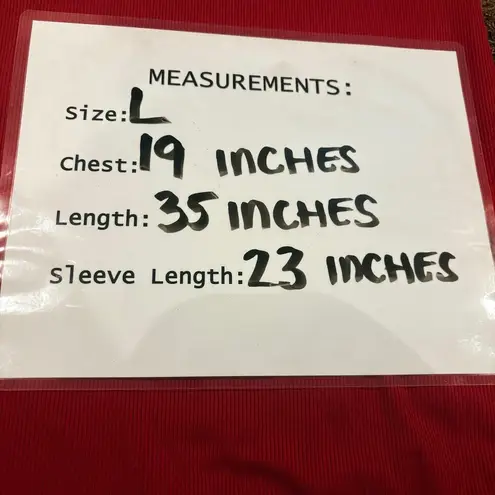 MEASUREMENTS:
Size: L
Chest: 19 INCHES
Length: 35 INCHES
Sleeve Length: 23 INCHES